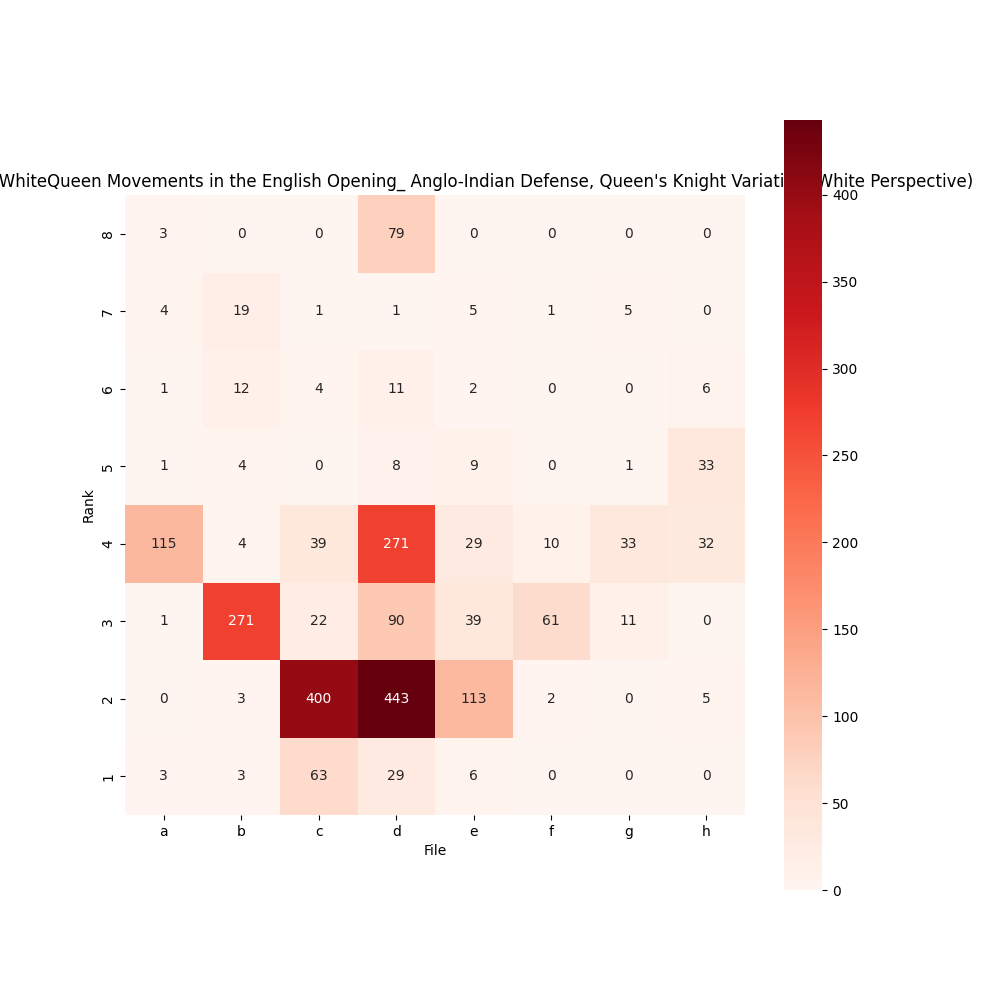 WhiteQueen Movements in the English Opening_ Anglo-Indian Defense, Queen's Knight Variati White Perspective)
400
350
300
250
200
150
100
50
0
Rank
8 3 0 0 79 0 0 0 0
7 4 19 1 1 5 1 5 0
6 1 12 4 11 2 0 0 6
5 1 4 0 8 9 0 1 33
4 115 4 39 271 29 10 33 32
3 1 271 22 90 39 61 11 0
2 0 3 400 443 113 2 0 5
1 3 3 63 29 6 0 0 0
a b c d e f g h
File